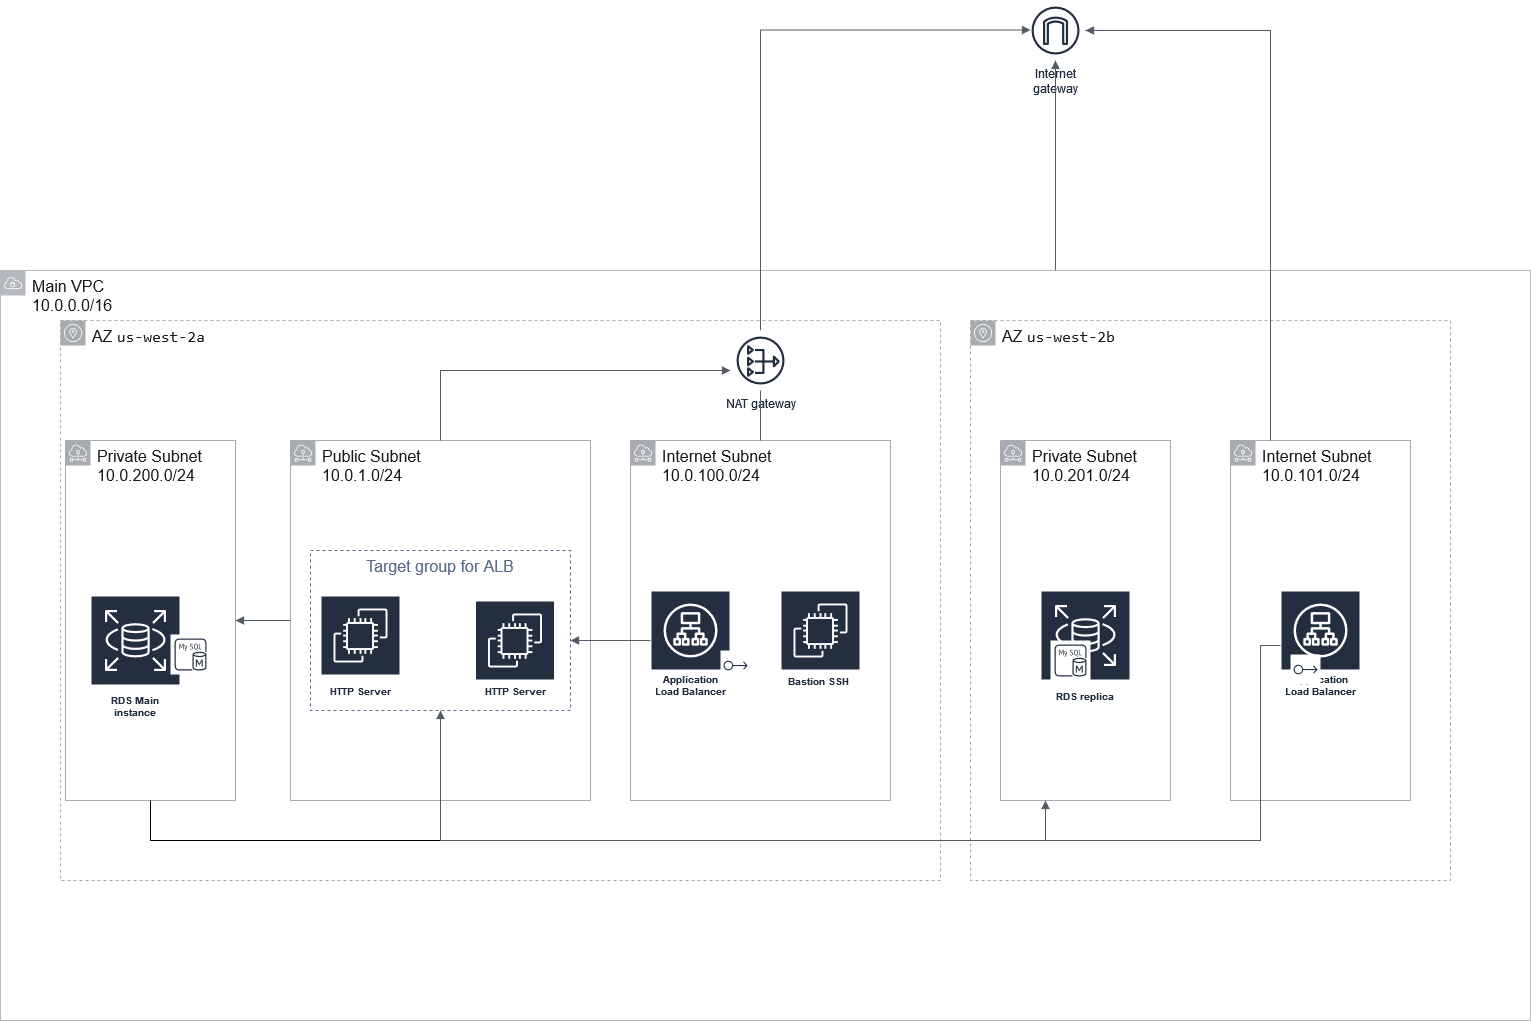 Internet
gateway
Main VPC
10.0.0.0/16
AZ us-west-2a
AZ us-west-2b
NAT gateway
Private Subnet
10.0.200.0/24
Public Subnet
10.0.1.0/24
Internet Subnet
10.0.100.0/24
Private Subnet
10.0.201.0/24
Internet Subnet
10.0.101.0/24
Target group for ALB
My SQL
M
RDS Main
instance
HTTP Server
HTTP Server
Application
Load Balancer
Bastion SSH
My SQL
M
RDS replica
cation
Load Balancer